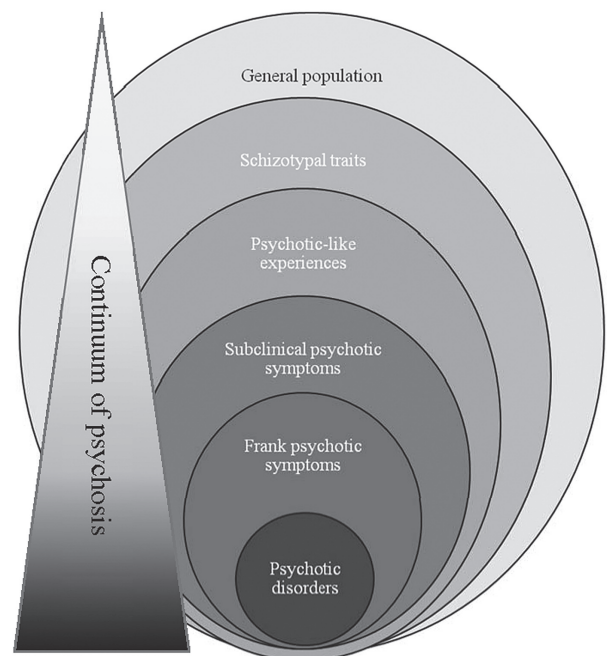 General population
Schizotypal traits
Psychotic-like
experiences
Subclinical psychotic
symptoms
Frank psychotic
symptoms
Psychotic
disorders
Continuum of psychosis